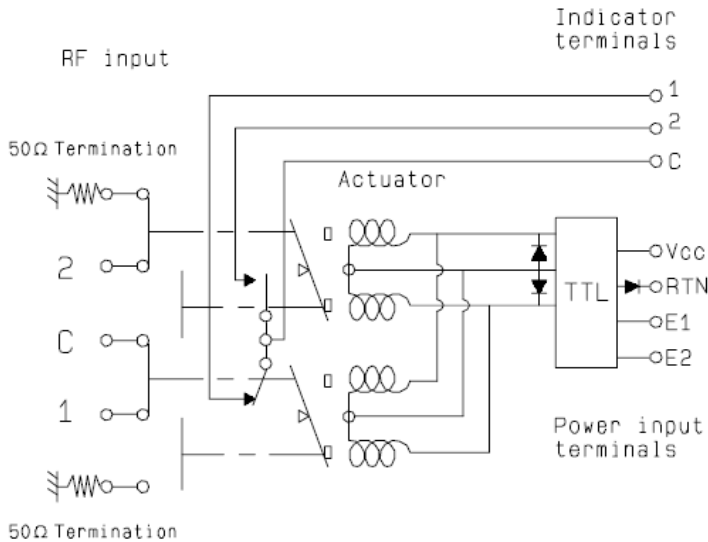 Indicator
terminals
RF input
1
2
C
50Ω Termination
Actuator
2
C
1
TTL
Vcc
RTN
E1
E2
Power input
terminals
50Ω Termination